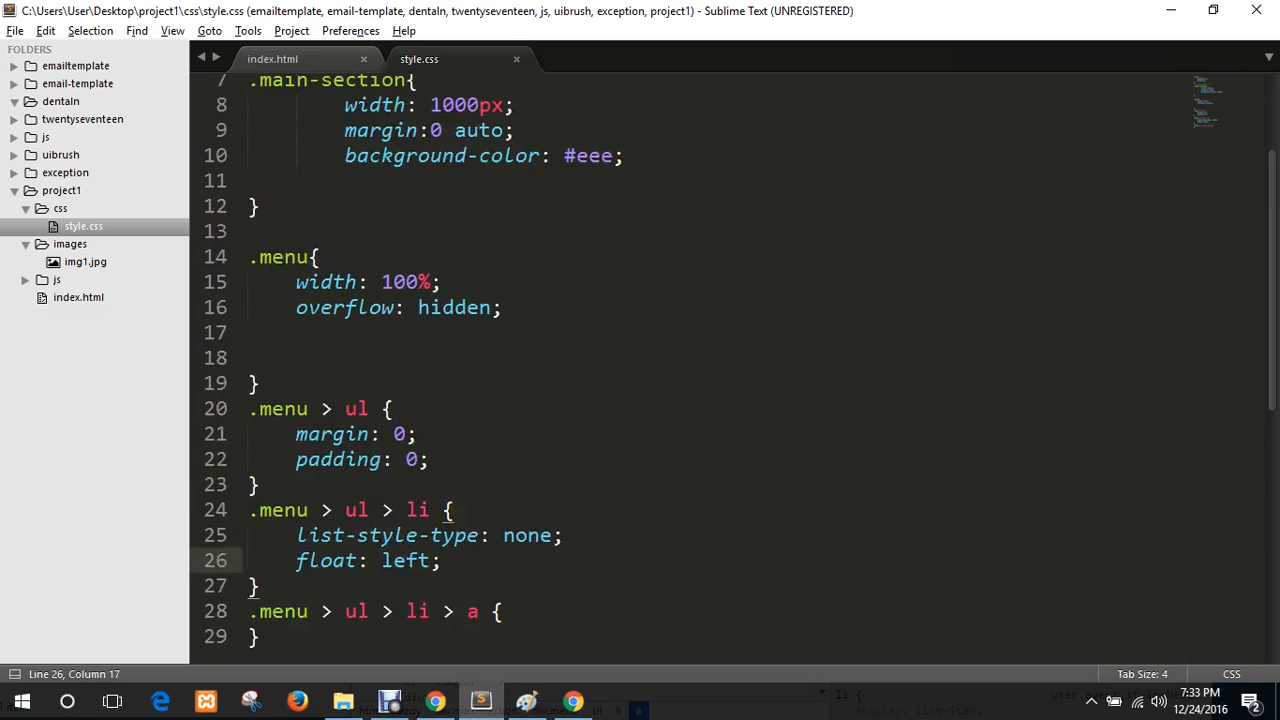 C:\Users\User\Desktop\project1\css\style.css (emailtemplate, email-template, dentaln, twentyseventeen, js, uibrush, exception, project1) - Sublime Text (UNREGISTERED)
File Edit Selection Find View Goto Tools Project Preferences Help
FOLDERS
emailtemplate
email-template
dentaln
twentyseventeen
js
uibrush
exception
project1
css
style.css
images
img1.jpg
js
index.html
index.html × style.css ×
7 .main-section{
8 width: 1000px;
9 margin:0 auto;
10 background-color: #eee;
11
12 }
13
14 .menu{
15 width: 100%;
16 overflow: hidden;
17
18
19 }
20 .menu > ul {
21 margin: 0;
22 padding: 0;
23 }
24 .menu > ul > li {
25 list-style-type: none;
26 float: left;
27 }
28 .menu > ul > li > a {
29 }
Line 26, Column 17
Tab Size: 4
CSS
7:33 PM
12/24/2016
2